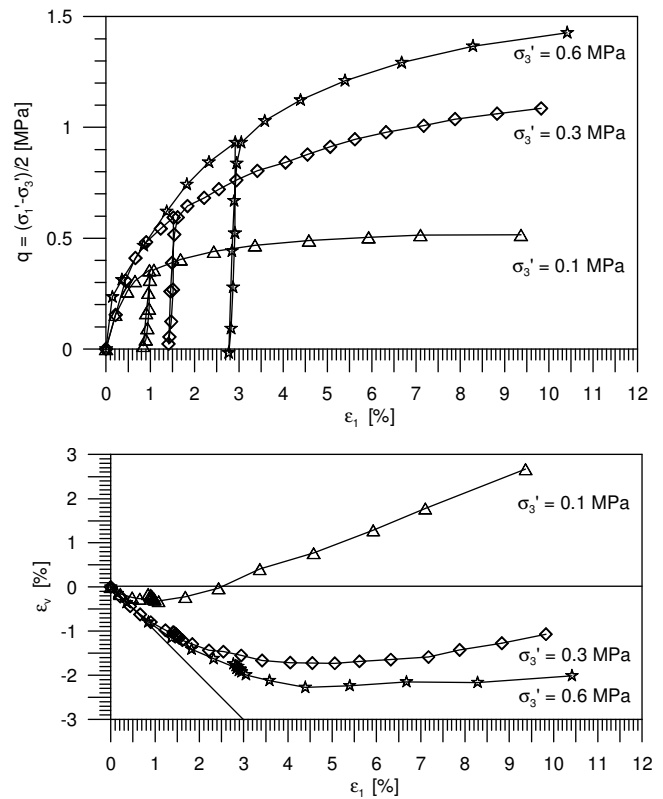 1.5
1
0.5
0
q = (σ₁'-σ₃')/2 [MPa]
σ₃' = 0.6 MPa
σ₃' = 0.3 MPa
σ₃' = 0.1 MPa
0 1 2 3 4 5 6 7 8 9 10 11 12
ε₁ [%]
3
2
1
0
-1
-2
-3
εᵥ [%]
σ₃' = 0.1 MPa
σ₃' = 0.3 MPa
σ₃' = 0.6 MPa
0 1 2 3 4 5 6 7 8 9 10 11 12
ε₁ [%]